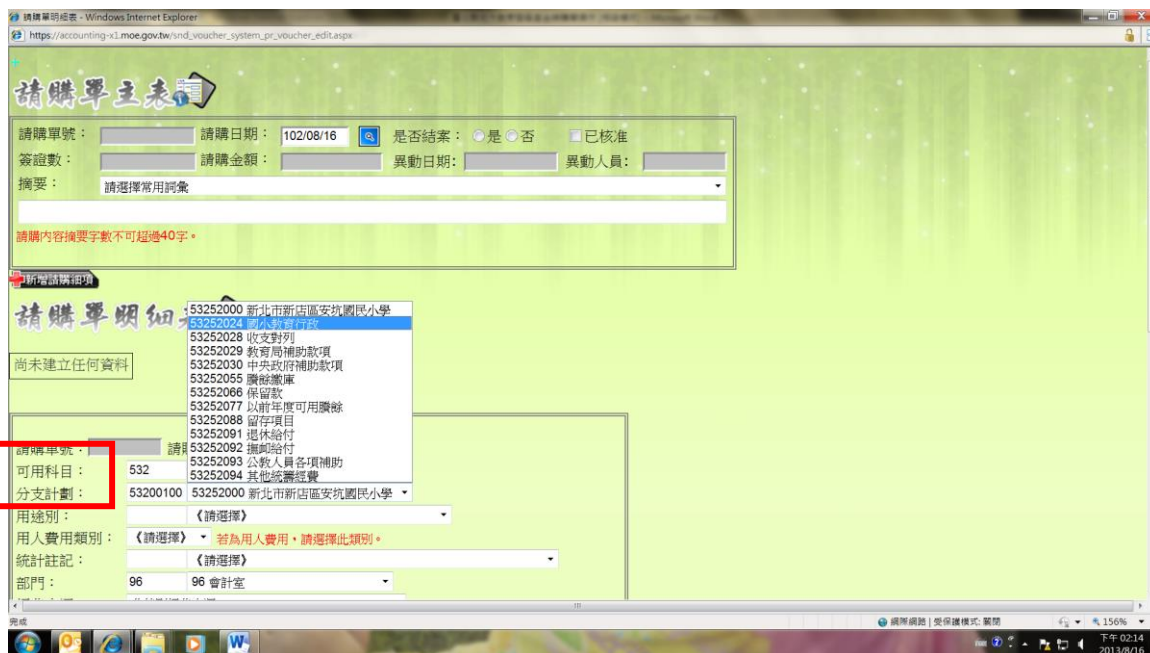 請購單明細表 - Windows Internet Explorer
https://accounting-x1.moe.gov.tw/snd_voucher_system_pr_voucher_edit.aspx
請購單主表
請購單號： 請購日期： 102/08/16 是否結案： 是 否 已核准
簽證數： 請購金額： 異動日期： 異動人員：
摘要： 請選擇常用詞彙
請購內容摘要字數不可超過40字。
新增請購細項
請購單明細
53252000 新北市新店區安坑國民小學
53252024 國小教育行政
53252028 收支對列
53252029 教育局補助款項
53252030 中央政府補助款項
53252055 賸餘繳庫
53252066 保留款
53252077 以前年度可用賸餘
53252088 留存項目
53252091 退休給付
53252092 撫卹給付
53252093 公教人員各項補助
53252094 其他統籌經費
尚未建立任何資料
請購單號： 請
可用科目： 532
分支計劃： 53200100 53252000 新北市新店區安坑國民小學
用途別： 《請選擇》
用人費用類別： 《請選擇》 若為用人費用，請選擇此類別。
統計註記： 《請選擇》
部門： 96 96 會計室
完成 網際網路 | 受保護模式: 關閉 156%
下午 02:14
2013/8/16